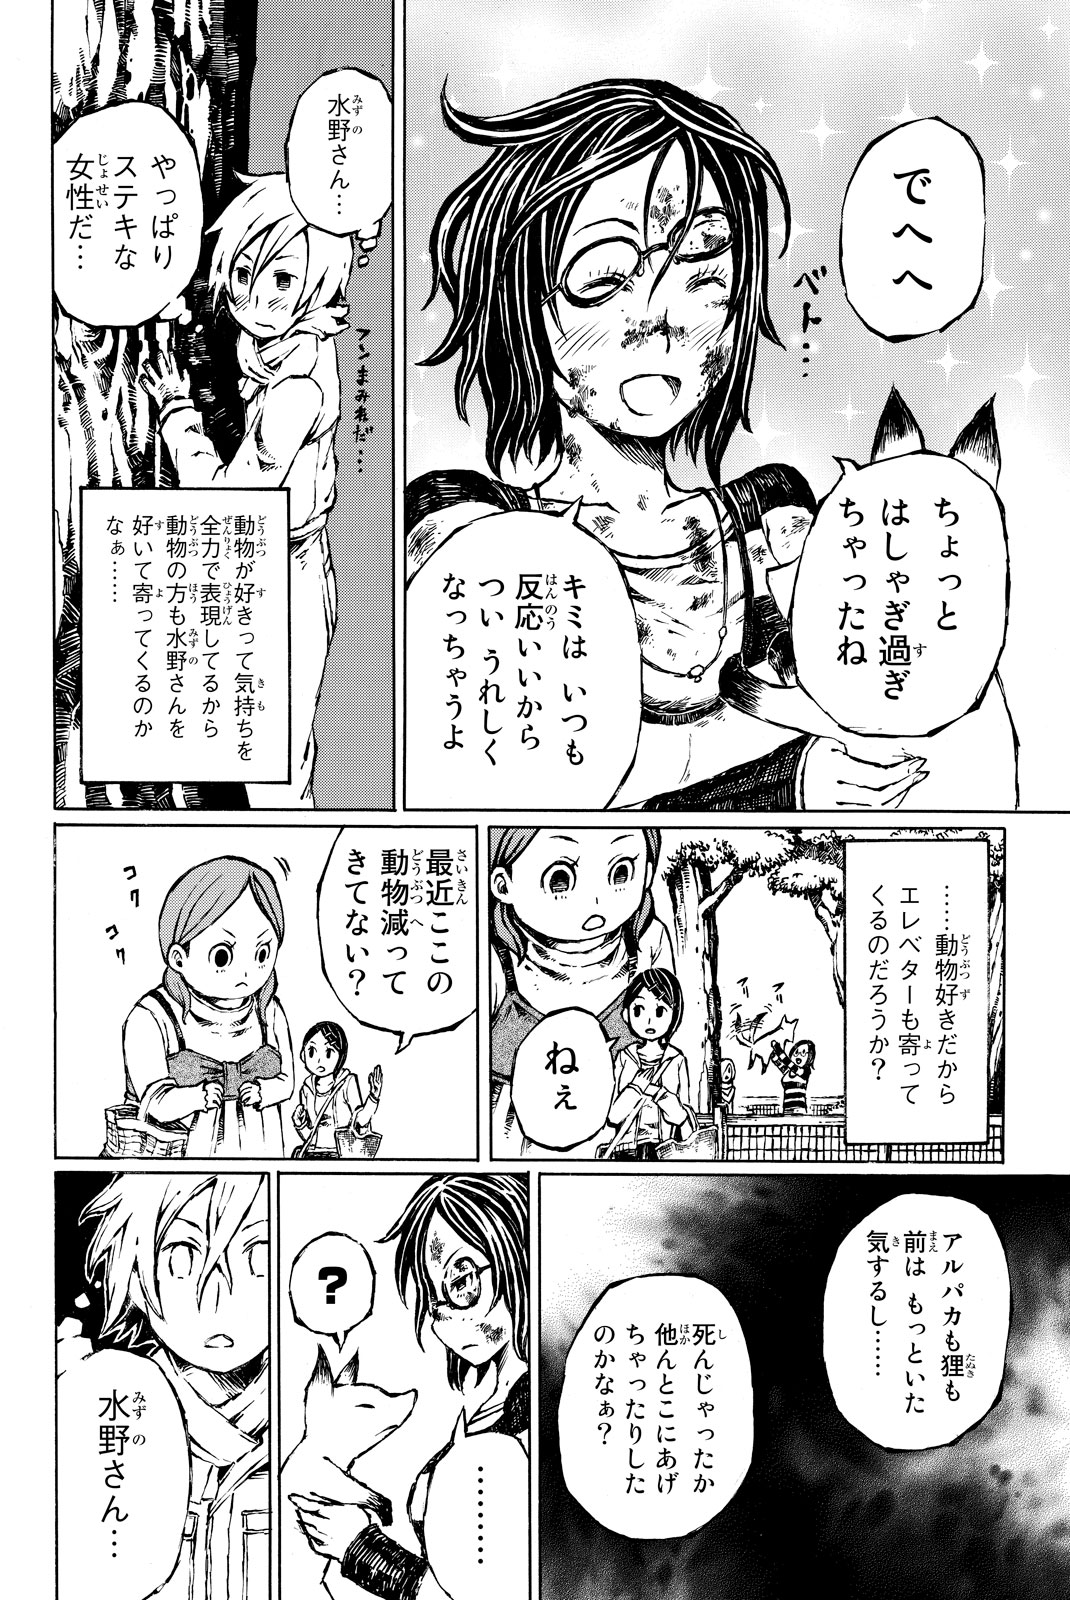 でへへ
ベト…
ちょっと
はしゃぎ過ぎ
ちゃったね
キミは いつも
反応いいから
つい うれしく
なっちゃうよ
水野さん…
やっぱり
ステキな
女性だ…
フンまみれだ…
動物が好きって気持ちを
全力で表現してるから
動物の方も水野さんを
好いて寄ってくるのか
なぁ……
……動物好きだから
エレベターも寄って
くるのだろうか？
ねぇ
最近ここの
動物減って
きてない？
コク
コク
アルパカも狸も
前は もっといた
気するし……
死んじゃったか
他んとこにあげ
ちゃったりした
のかなぁ？
？
……
水野さん…